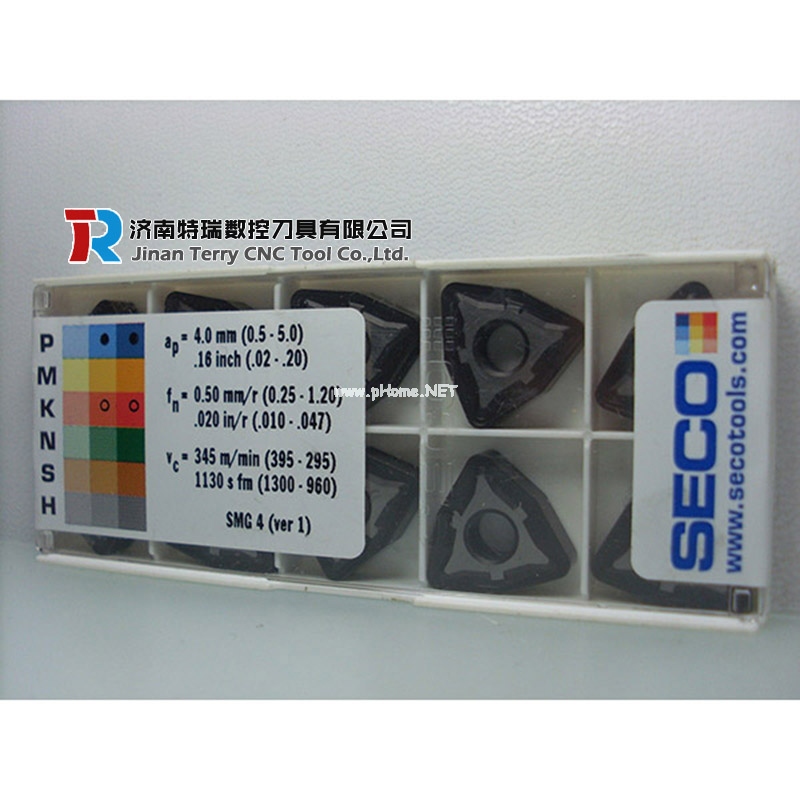 TR
济南特瑞数控刀具有限公司
Jinan Terry CNC Tool Co.,Ltd.
P
M
K
N
S
H
ap = 4.0 mm (0.5 - 5.0)
.16 inch (.02 - .20)
fn = 0.50 mm/r (0.25 - 1.20)
.020 in/r (.010 - .047)
vc = 345 m/min (395 - 295)
1130 s fm (1300 - 960)
SMG 4 (ver 1)
www.pHome.NET
SECO
www.secotools.com